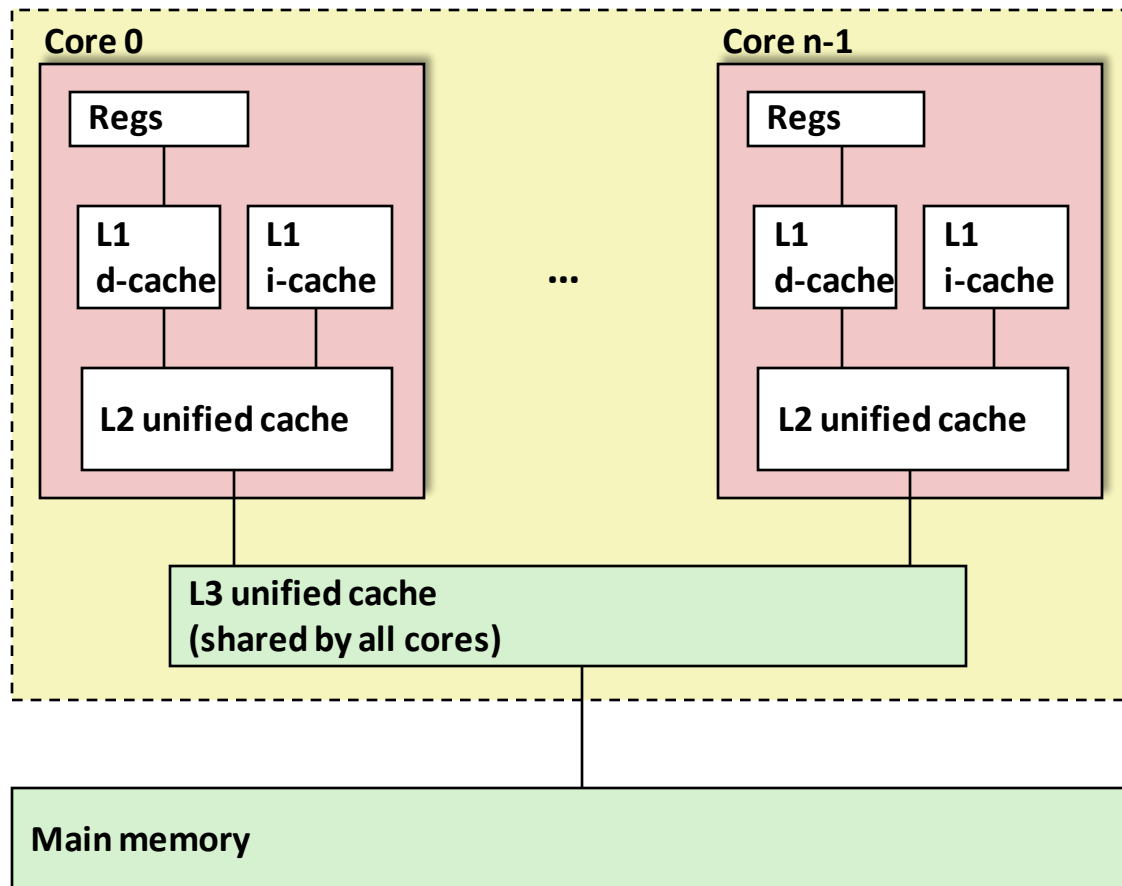 Core 0
Core n-1
Regs
Regs
L1
d-cache
L1
i-cache
...
L1
d-cache
L1
i-cache
L2 unified cache
L2 unified cache
L3 unified cache
(shared by all cores)
Main memory